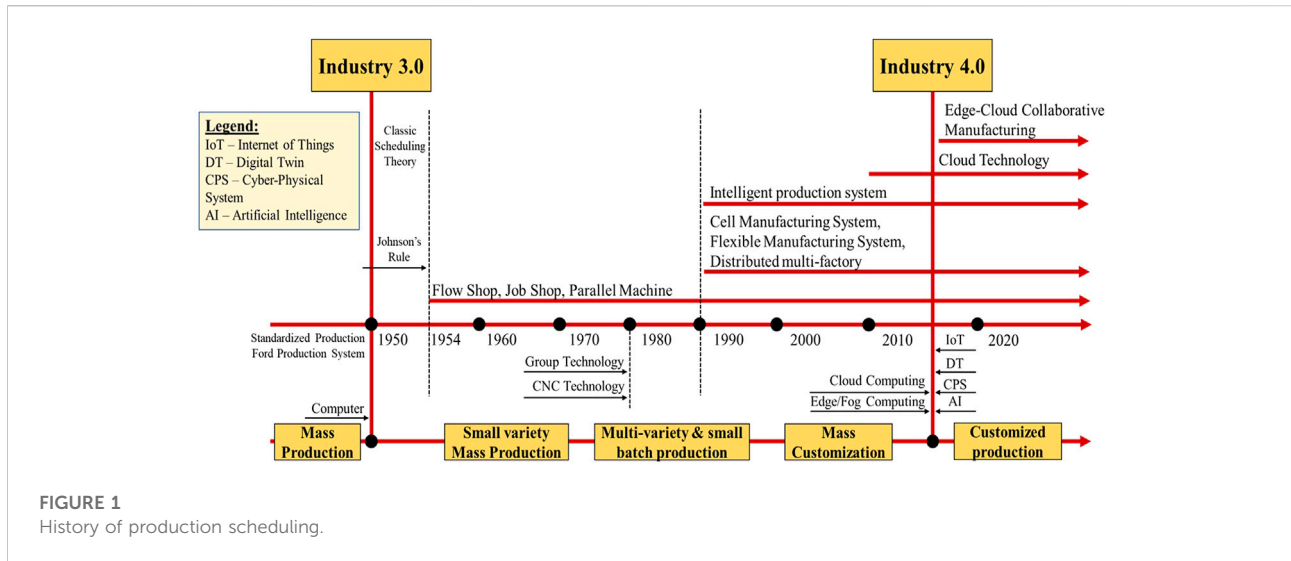 Industry 3.0
Industry 4.0
Legend:
IoT – Internet of Things
DT – Digital Twin
CPS – Cyber-Physical
System
AI – Artificial Intelligence
Classic
Scheduling
Theory
Johnson's
Rule
Edge-Cloud Collaborative
Manufacturing
Cloud Technology
Intelligent production system
Cell Manufacturing System,
Flexible Manufacturing System,
Distributed multi-factory
Flow Shop, Job Shop, Parallel Machine
Standardized Production
Ford Production System
1950
1954
1960
1970
1980
1990
2000
2010
2020
Group Technology
CNC Technology
Computer
Cloud Computing
Edge/Fog Computing
IoT
DT
CPS
AI
Mass
Production
Small variety
Mass Production
Multi-variety & small
batch production
Mass
Customization
Customized
production
FIGURE 1
History of production scheduling.